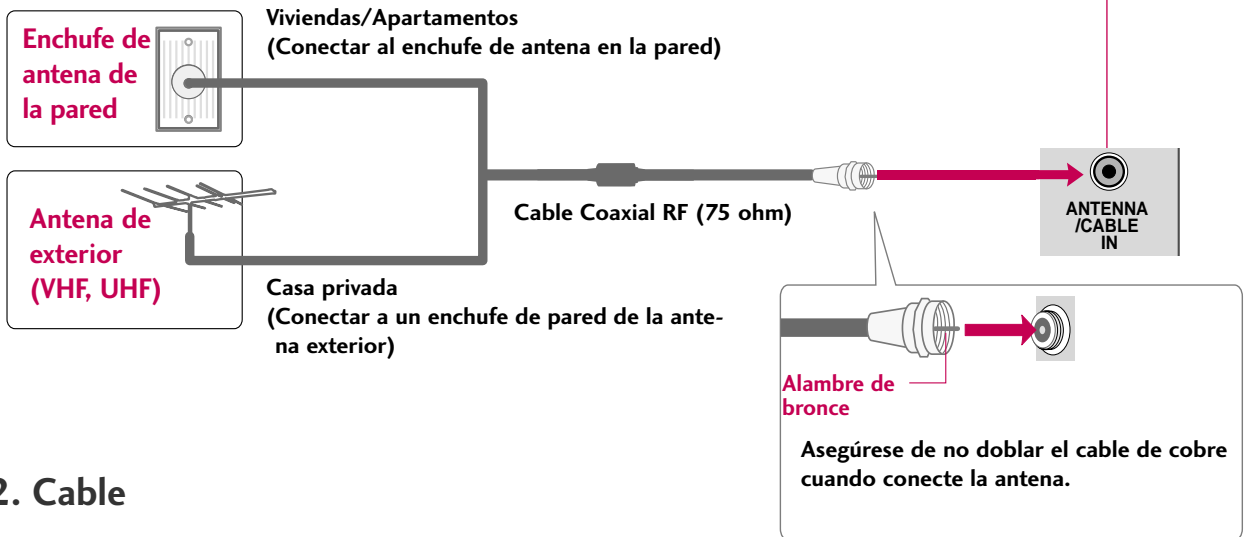 Enchufe de
antena de
la pared
Viviendas/Apartamentos
(Conectar al enchufe de antena en la pared)
Antena de
exterior
(VHF, UHF)
Cable Coaxial RF (75 ohm)
ANTENNA
/CABLE
IN
Casa privada
(Conectar a un enchufe de pared de la ante-
na exterior)
Alambre de
bronce
Asegúrese de no doblar el cable de cobre
cuando conecte la antena.
2. Cable